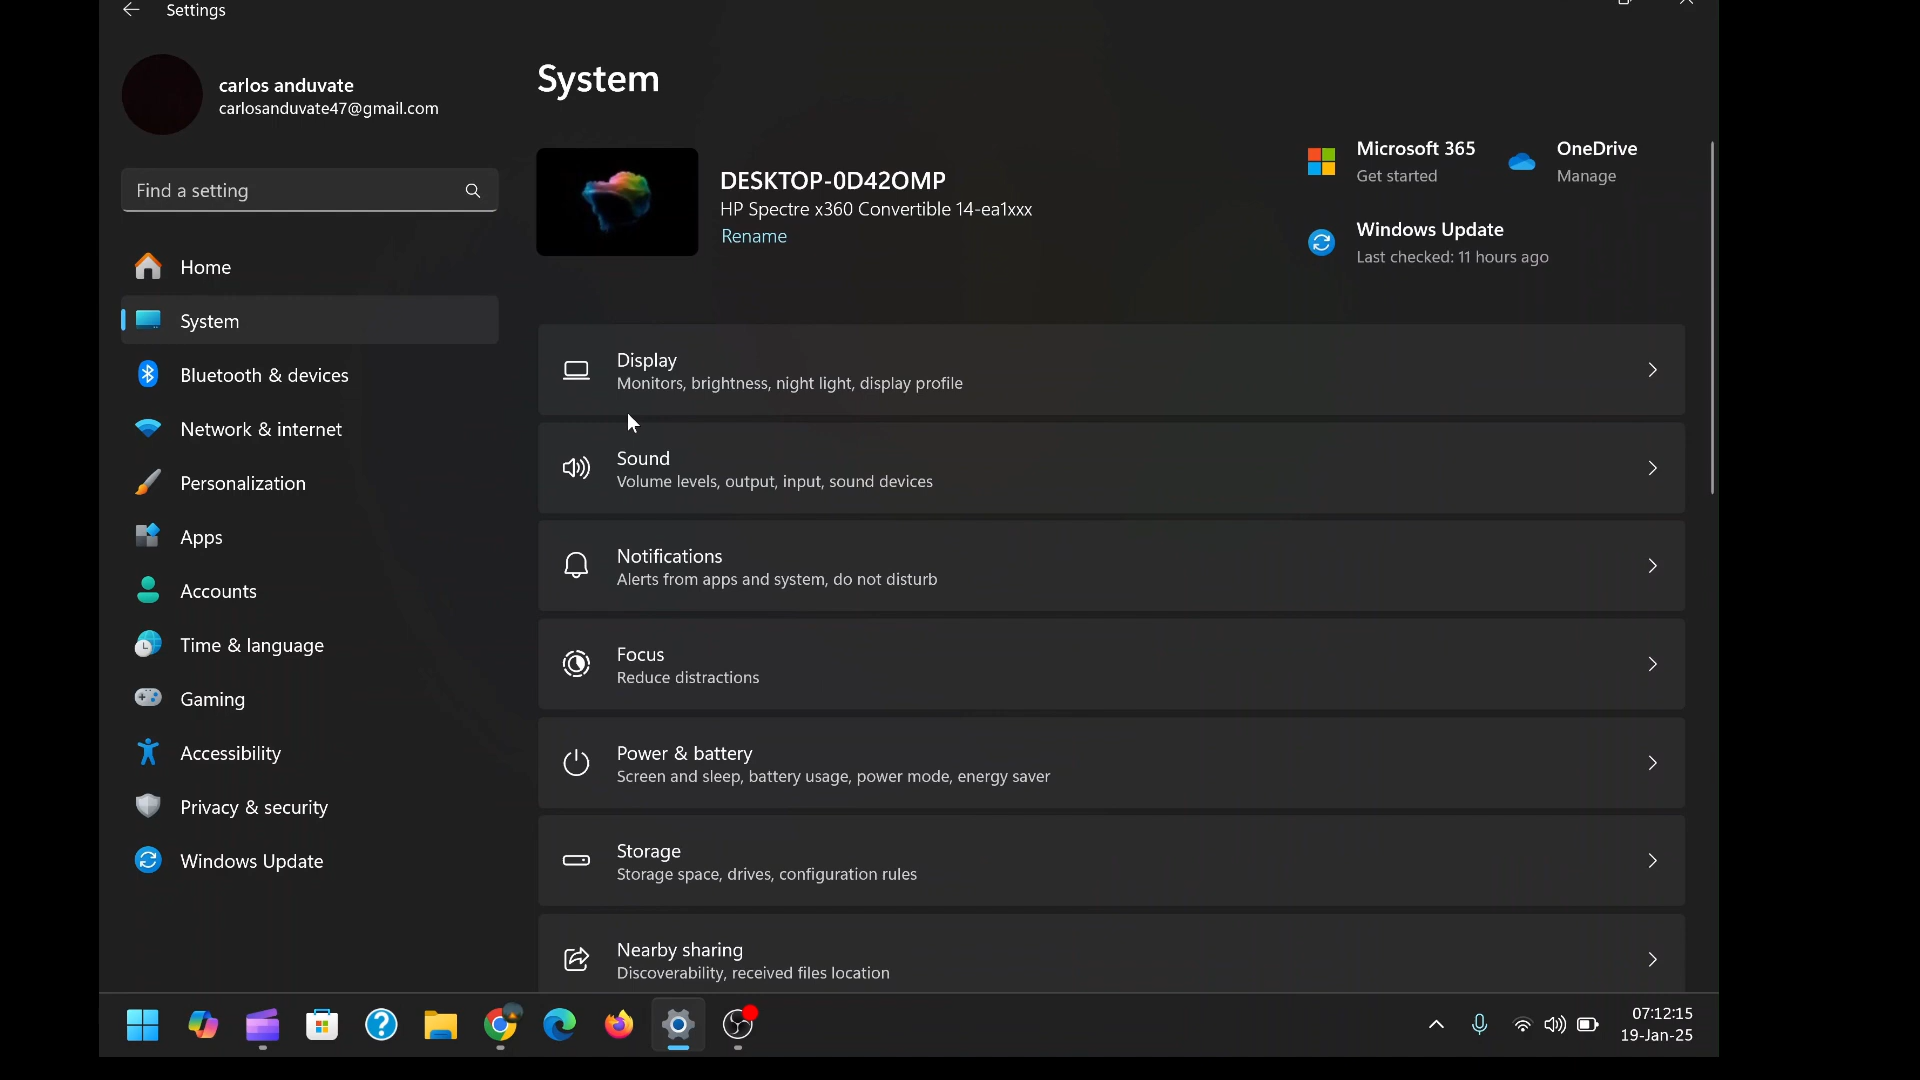 Settings
carlos anduvate
carlosanduvate47@gmail.com
Find a setting
Home
System
Bluetooth & devices
Network & internet
Personalization
Apps
Accounts
Time & language
Gaming
Accessibility
Privacy & security
Windows Update
System
DESKTOP-0D42OMP
HP Spectre x360 Convertible 14-ea1xxx
Rename
Microsoft 365
Get started
OneDrive
Manage
Windows Update
Last checked: 11 hours ago
Display
Monitors, brightness, night light, display profile
Sound
Volume levels, output, input, sound devices
Notifications
Alerts from apps and system, do not disturb
Focus
Reduce distractions
Power & battery
Screen and sleep, battery usage, power mode, energy saver
Storage
Storage space, drives, configuration rules
Nearby sharing
Discoverability, received files location
07:12:15
19-Jan-25